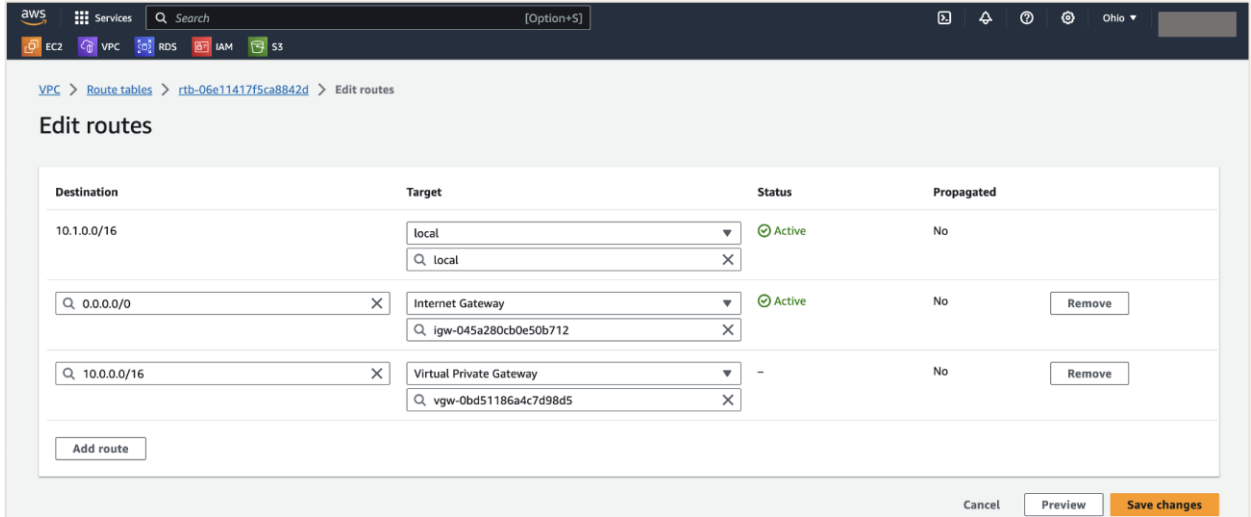 aws Services Search [Option+S] Ohio
EC2 VPC RDS IAM S3
VPC > Route tables > rtb-06e11417f5ca8842d > Edit routes
Edit routes
Destination Target Status Propagated
10.1.0.0/16 local Active No
local
0.0.0.0/0 Internet Gateway Active No Remove
igw-045a280cb0e50b712
10.0.0.0/16 Virtual Private Gateway – No Remove
vgw-0bd51186a4c7d98d5
Add route
Cancel Preview Save changes